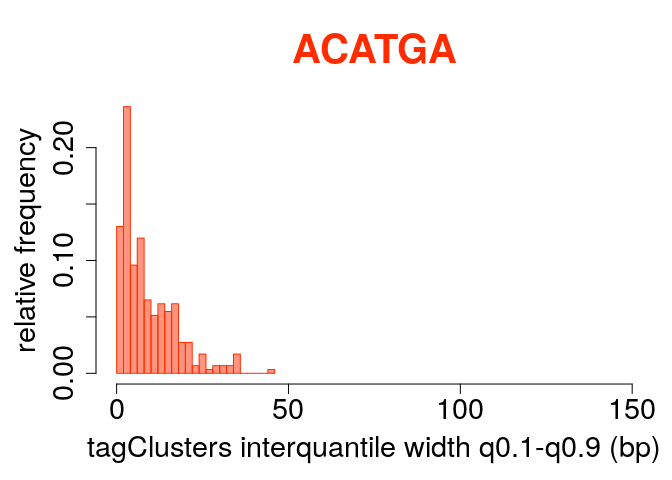 ACATGA
relative frequency
0.20
0.10
0.00
0 50 100 150
tagClusters interquantile width q0.1-q0.9 (bp)